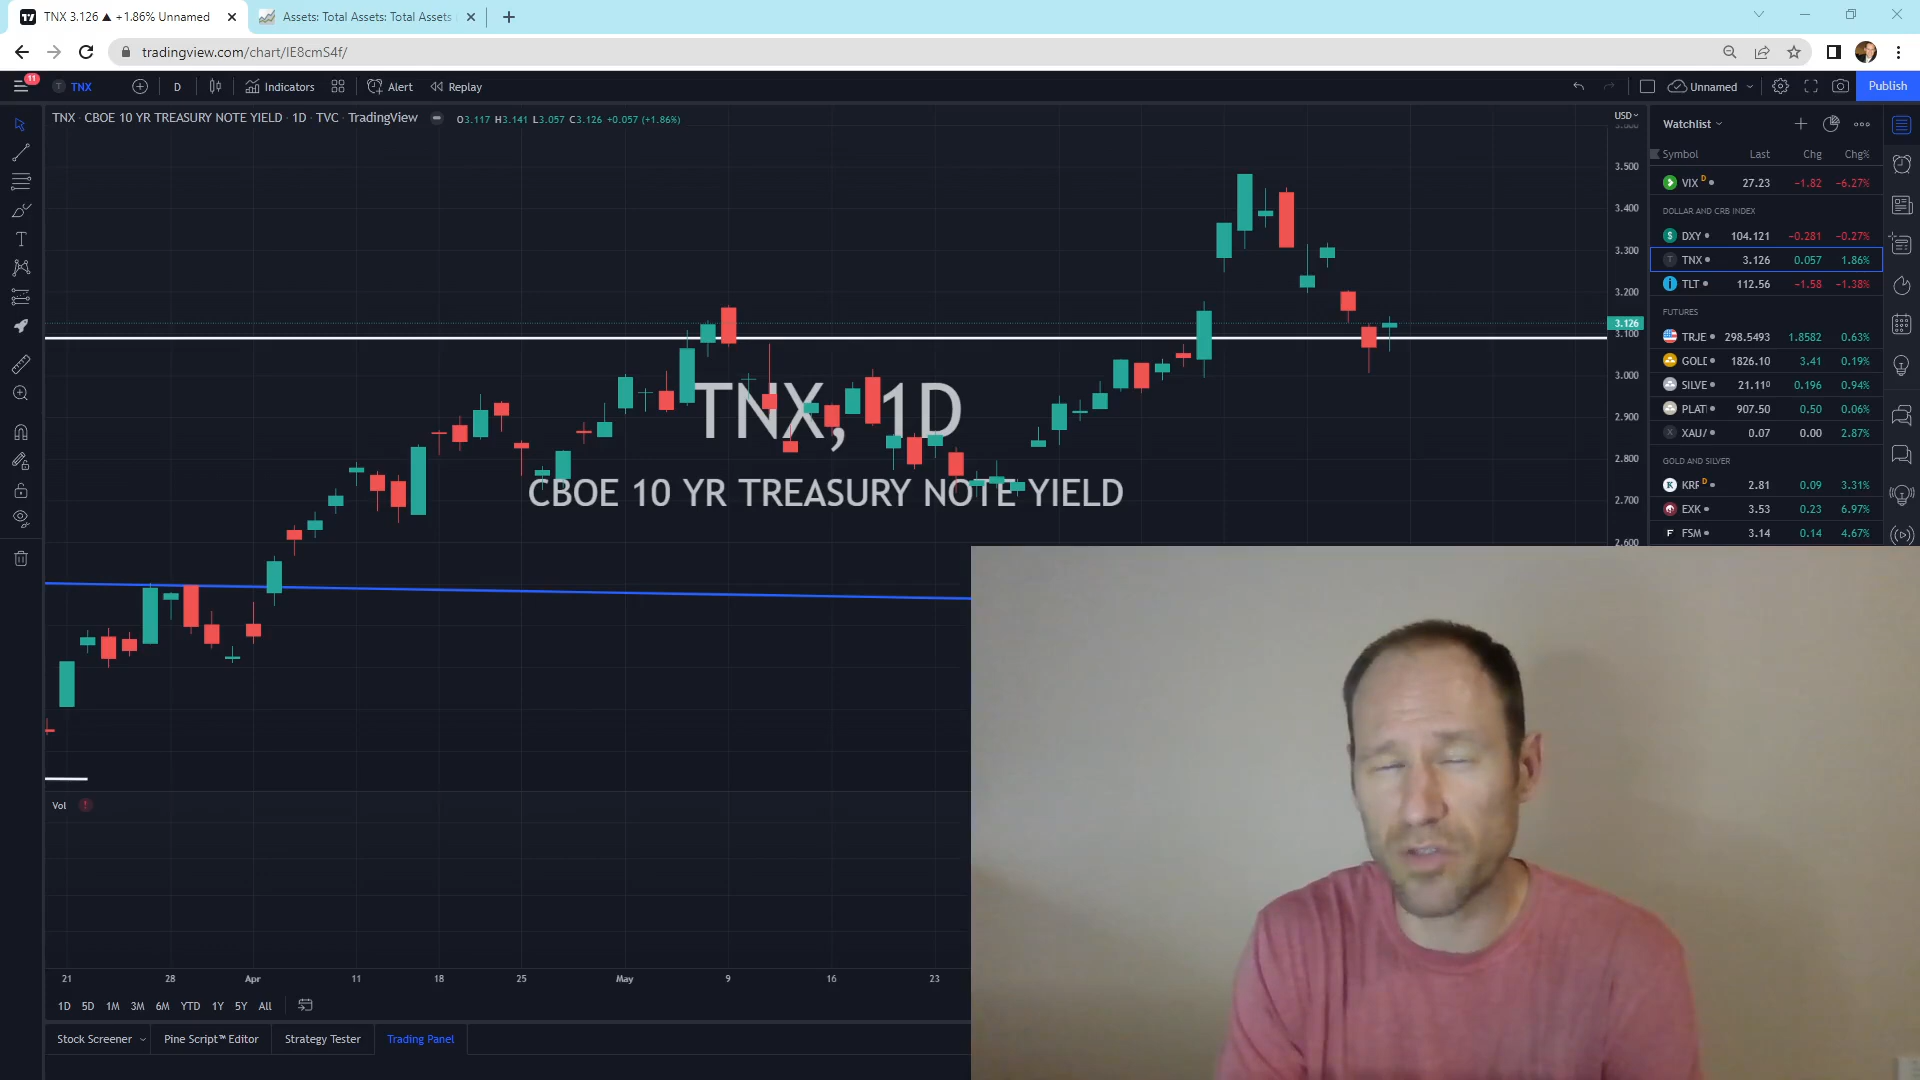 TNX 3.126 ▲ +1.86% Unnamed
Assets: Total Assets: Total Assets
tradingview.com/chart/IE8cmS4f/
11
TNX
D
Indicators
Alert
Replay
Unnamed
Publish
TNX · CBOE 10 YR TREASURY NOTE YIELD · 1D · TVC · TradingView
O3.117 H3.141 L3.057 C3.126 +0.057 (+1.86%)
USD
3.500
3.400
3.300
3.200
3.126
3.100
3.000
2.900
2.800
2.700
2.600
TNX, 1D
CBOE 10 YR TREASURY NOTE YIELD
Vol
21 28 Apr 11 18 25 May 9 16 23
1D 5D 1M 3M 6M YTD 1Y 5Y All
Stock Screener Pine Script™ Editor Strategy Tester Trading Panel
Watchlist
Symbol Last Chg Chg%
VIX D 27.23 −1.82 −6.27%
DOLLAR AND CRB INDEX
DXY 104.121 −0.281 −0.27%
TNX 3.126 0.057 1.86%
TLT 112.56 −1.58 −1.38%
FUTURES
TRJE 298.5493 1.8582 0.63%
GOLD 1826.10 3.41 0.19%
SILVE 21.110 0.196 0.94%
PLAT 907.50 0.50 0.06%
XAU/ 0.07 0.00 2.87%
GOLD AND SILVER
KRF D 2.81 0.09 3.31%
EXK 3.53 0.23 6.97%
FSM 3.14 0.14 4.67%